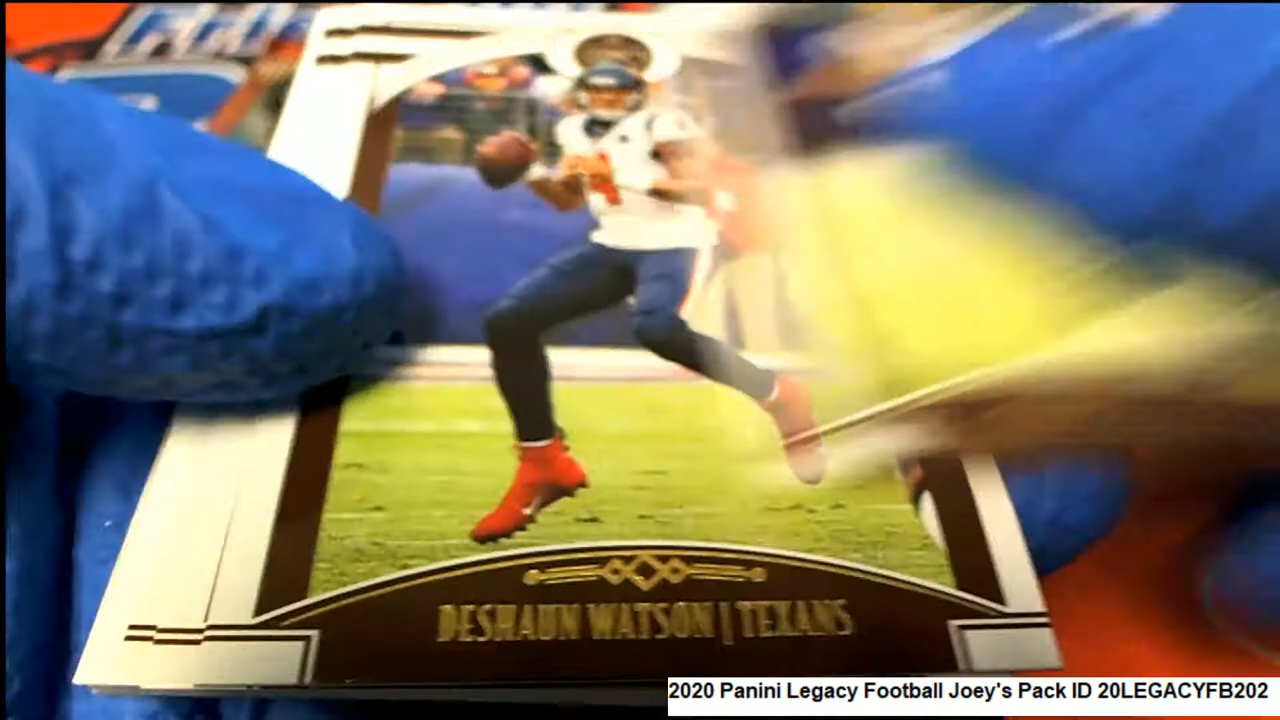 DESHAUN WATSON | TEXANS
2020 Panini Legacy Football Joey's Pack ID 20LEGACYFB202